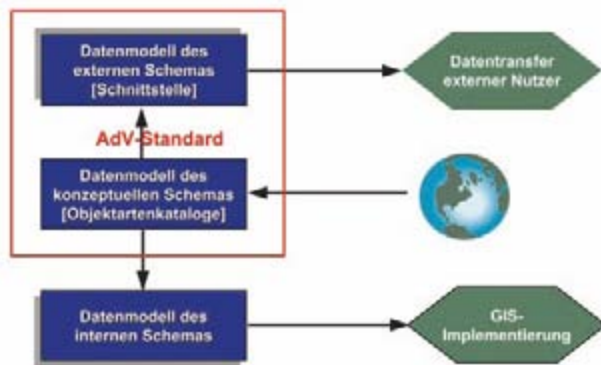 Datenmodell des
externen Schemas
[Schnittstelle]
Datentransfer
externer Nutzer
AdV-Standard
Datenmodell des
konzeptuellen Schemas
[Objektartenkataloge]
Datenmodell des
internen Schemas
GIS-
Implementierung